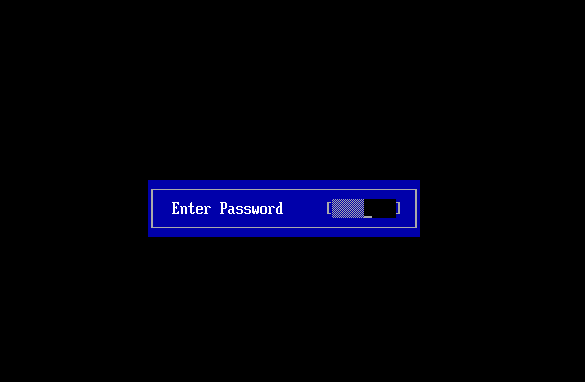 Enter Password [▒▒▒▒_ ]